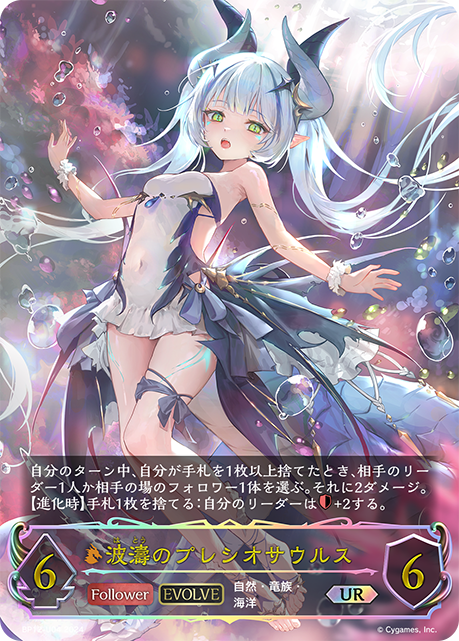 自分のターン中、自分が手札を1枚以上捨てたとき、相手のリー
ダー1人か相手の場のフォロワー1体を選ぶ。それに2ダメージ。
【進化時】手札1枚を捨てる：自分のリーダーは+2する。
はとう
波濤のプレシオサウルス
6
6
Follower
EVOLVE
自然・竜族・
海洋
UR
© Cygames, Inc.